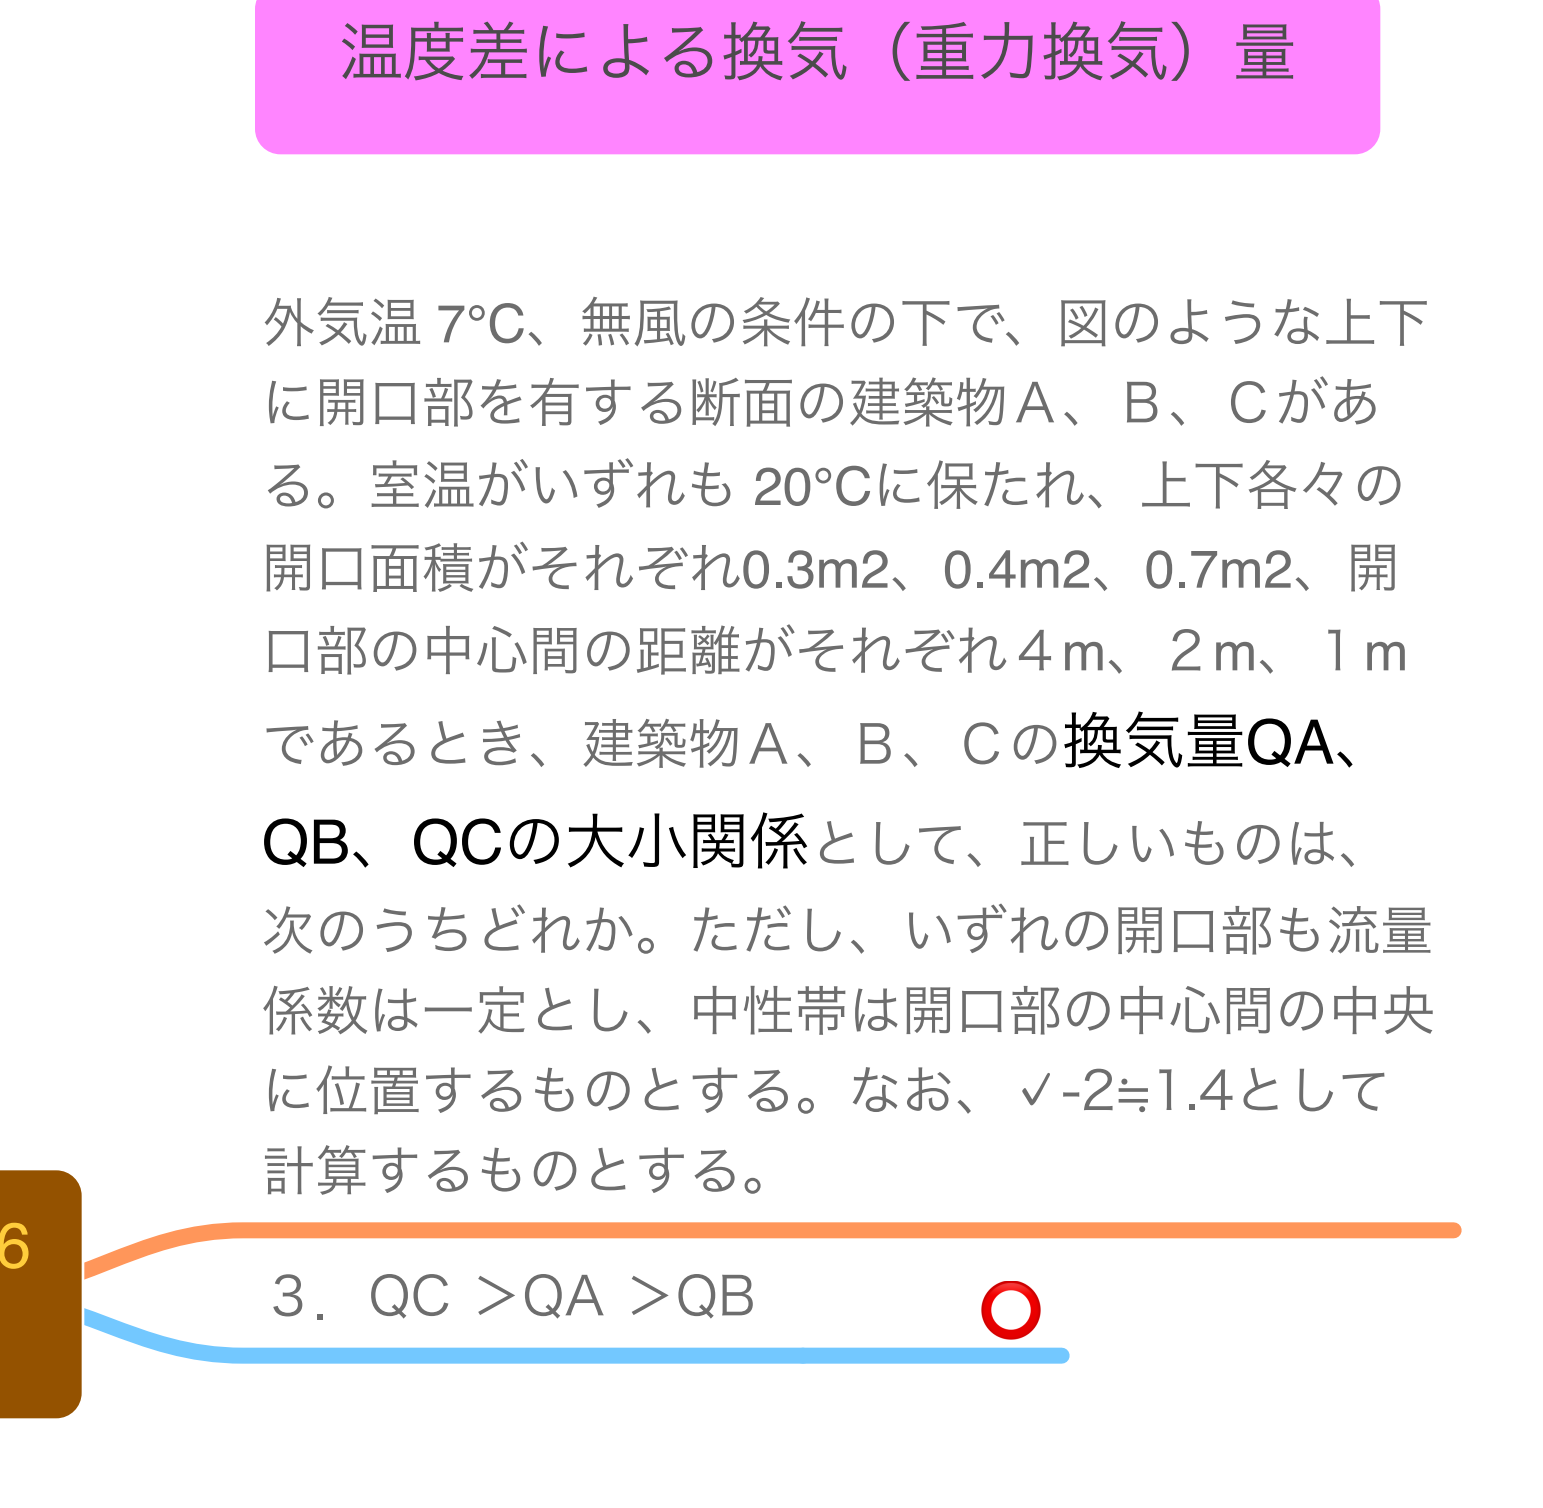 温度差による換気（重力換気）量
外気温 7°C、無風の条件の下で、図のような上下
に開口部を有する断面の建築物Ａ、Ｂ、Ｃがあ
る。室温がいずれも 20°Cに保たれ、上下各々の
開口面積がそれぞれ0.3m2、0.4m2、0.7m2、開
口部の中心間の距離がそれぞれ４m、２m、１m
であるとき、建築物Ａ、Ｂ、Ｃの換気量QA、
QB、QCの大小関係として、正しいものは、
次のうちどれか。ただし、いずれの開口部も流量
係数は一定とし、中性帯は開口部の中心間の中央
に位置するものとする。なお、 ✓-2≒1.4として
計算するものとする。
6
３．QC ＞QA ＞QB ⭕